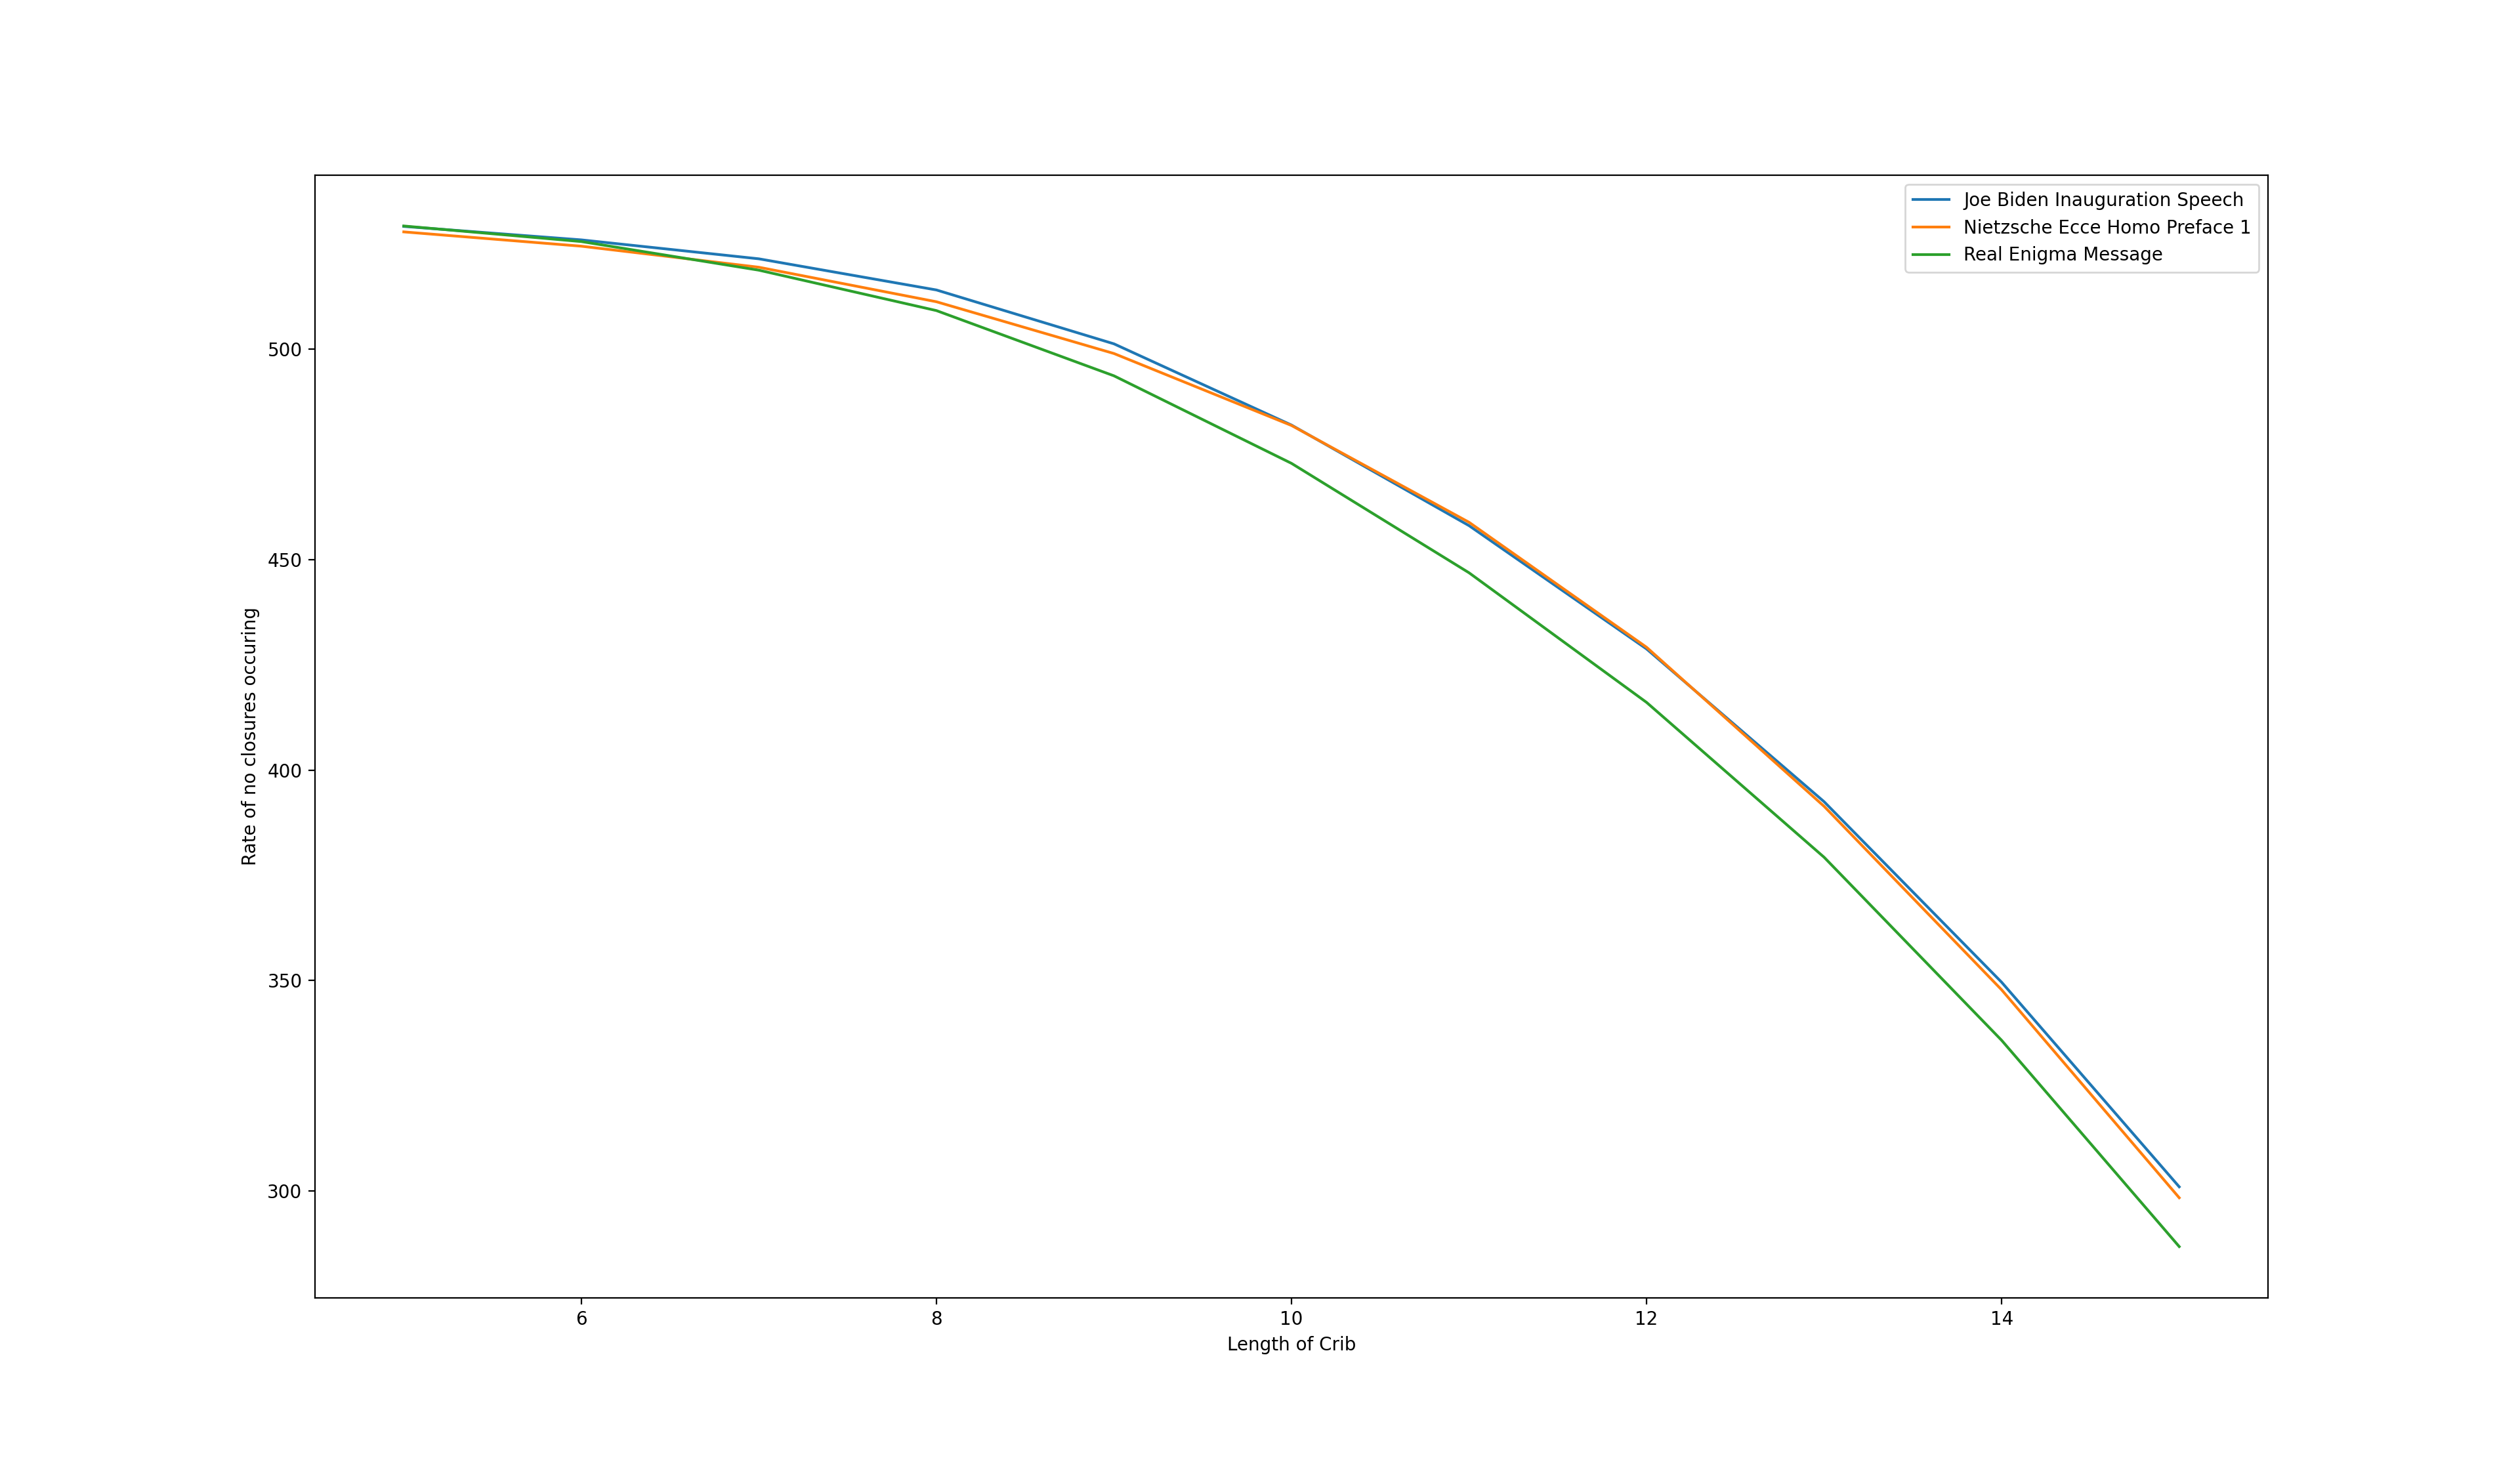 Joe Biden Inauguration Speech
Nietzsche Ecce Homo Preface 1
Real Enigma Message
Rate of no closures occuring
500
450
400
350
300
6 8 10 12 14
Length of Crib